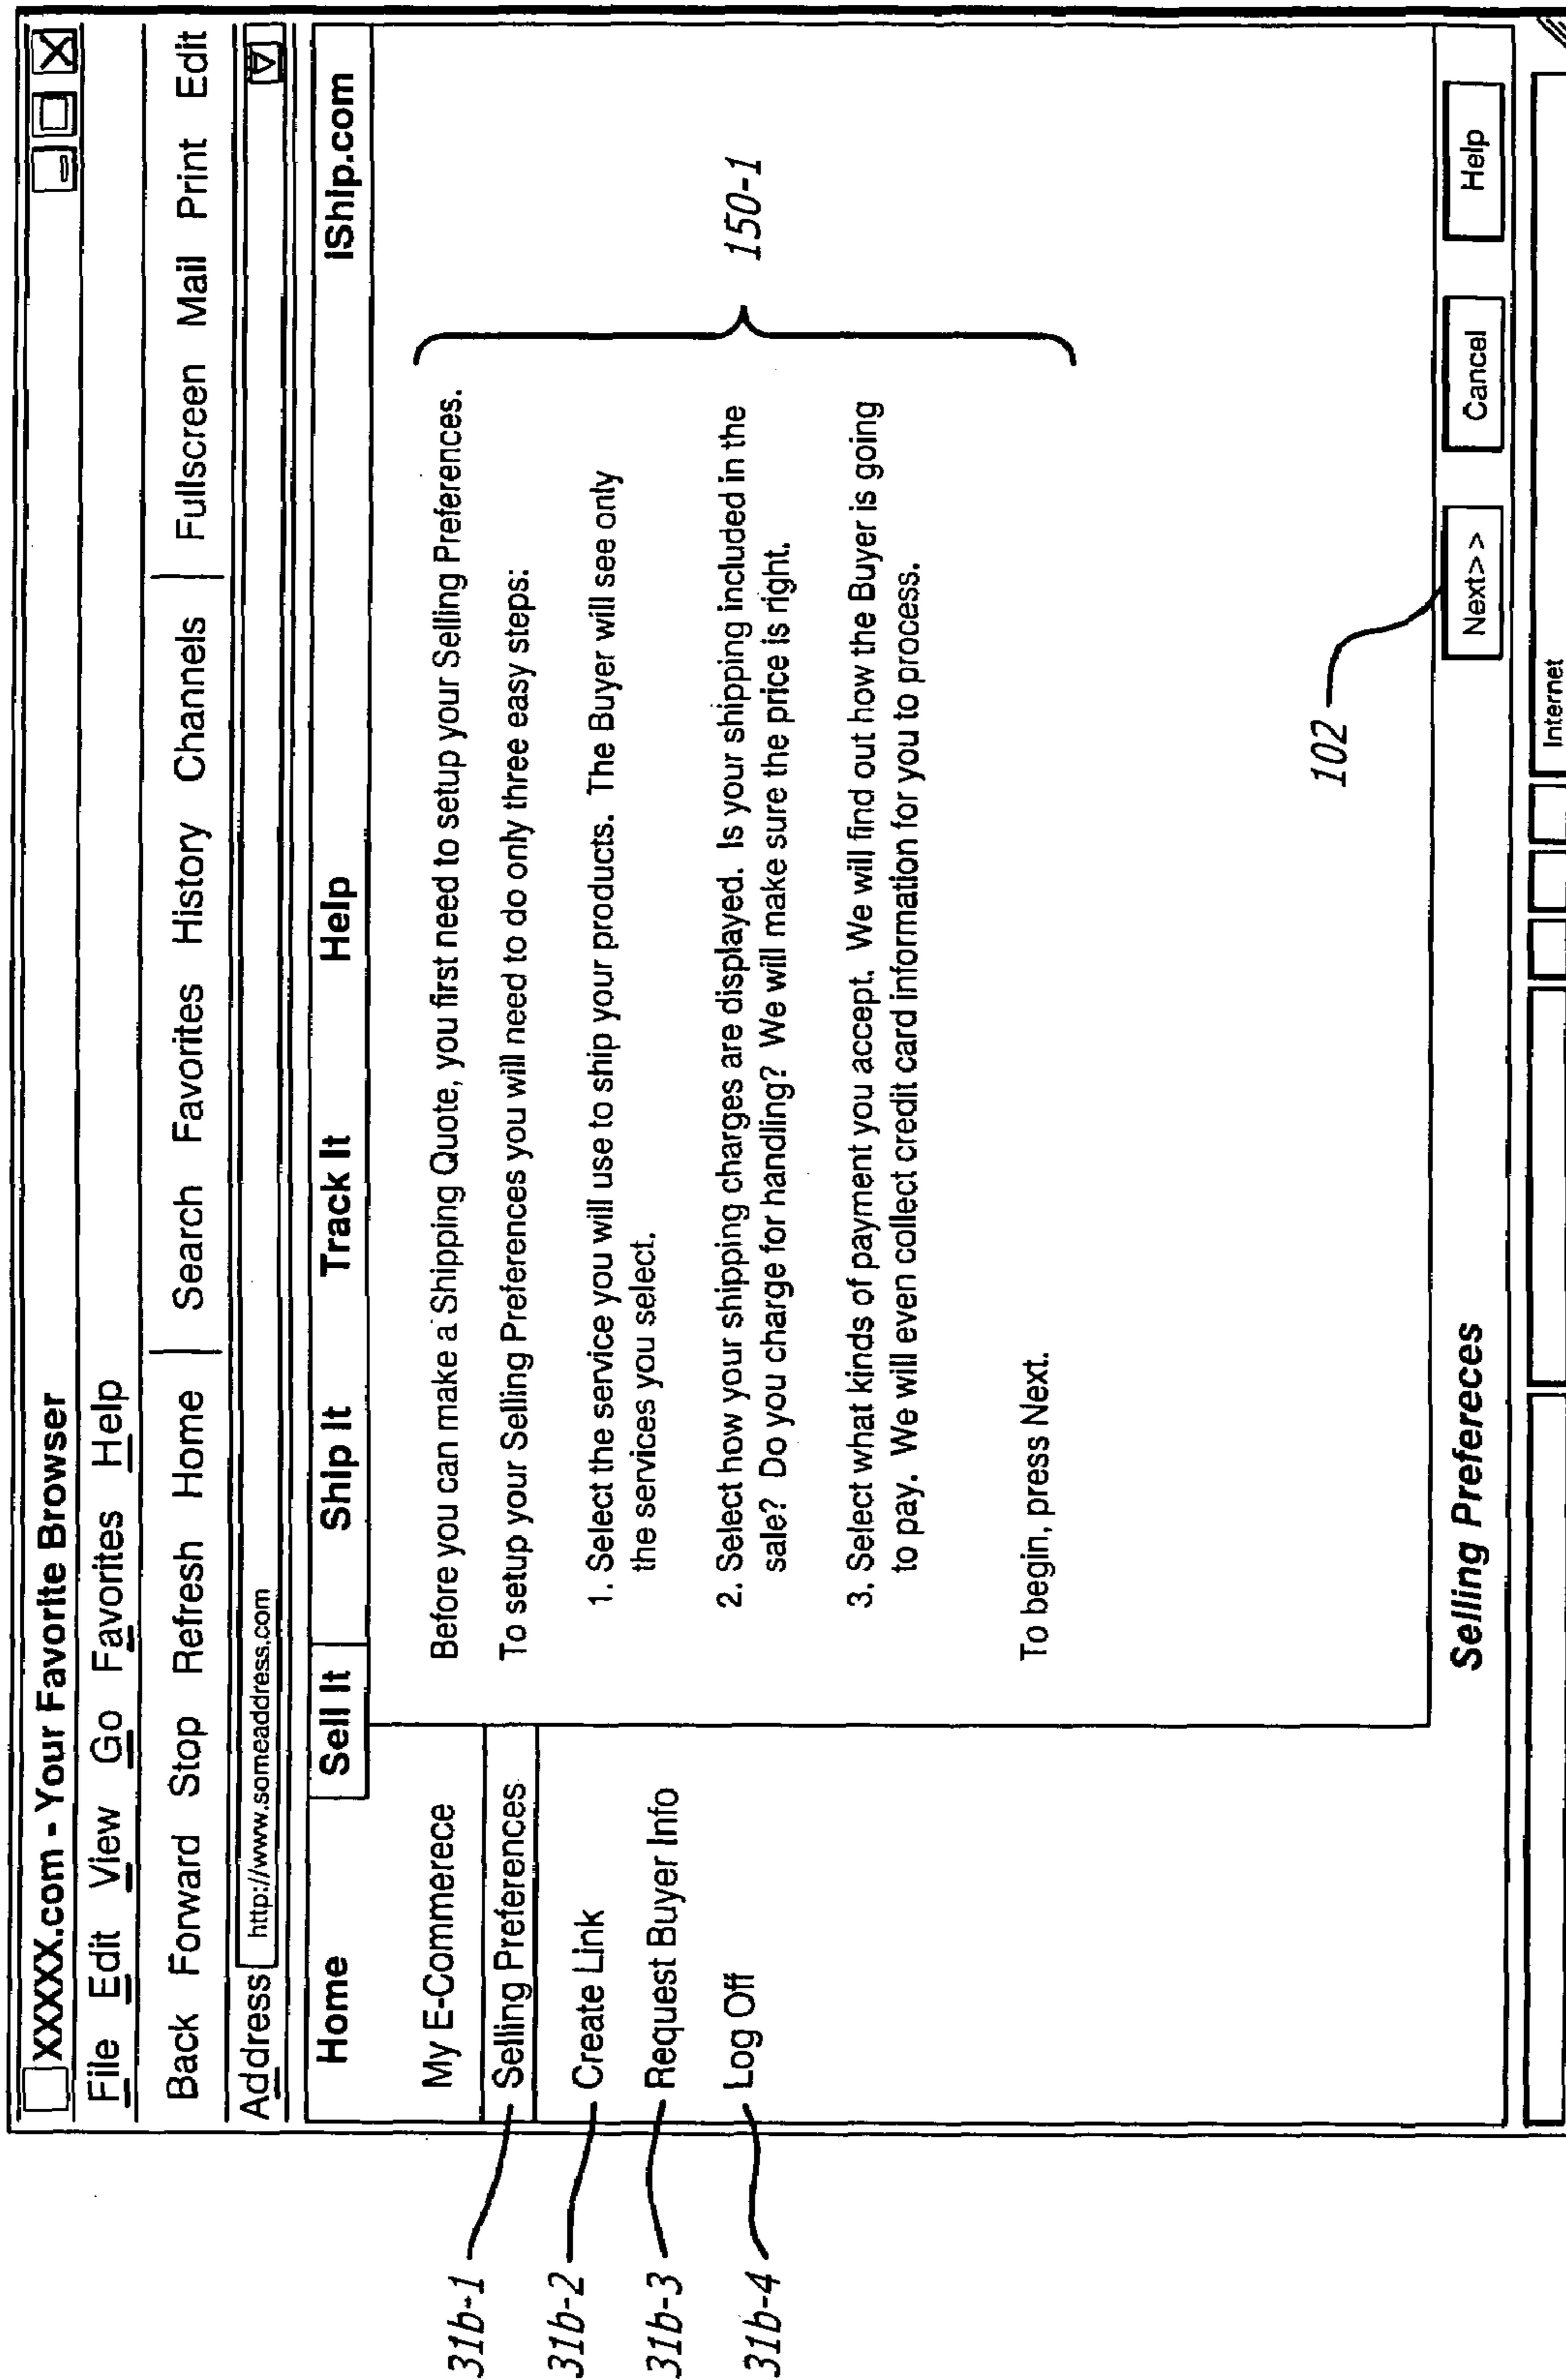 XXXXX.com - Your Favorite Browser
File Edit View Go Favorites Help
Back Forward Stop Refresh Home | Search Favorites History Channels | Fullscreen Mail Print Edit
Address http://www.someaddress.com
Home Sell It Ship It Track It Help iShip.com
My E-Commerece
31b-1 Selling Preferences
31b-2 Create Link
31b-3 Request Buyer Info
31b-4 Log Off
Before you can make a Shipping Quote, you first need to setup your Selling Preferences.
To setup your Selling Preferences you will need to do only three easy steps:
1. Select the service you will use to ship your products. The Buyer will see only
the services you select.
2. Select how your shipping charges are displayed. Is your shipping included in the
sale? Do you charge for handling? We will make sure the price is right.
3. Select what kinds of payment you accept. We will find out how the Buyer is going
to pay. We will even collect credit card information for you to process.
To begin, press Next.
150-1
102
Selling Prefereces
Next>> Cancel Help
Internet